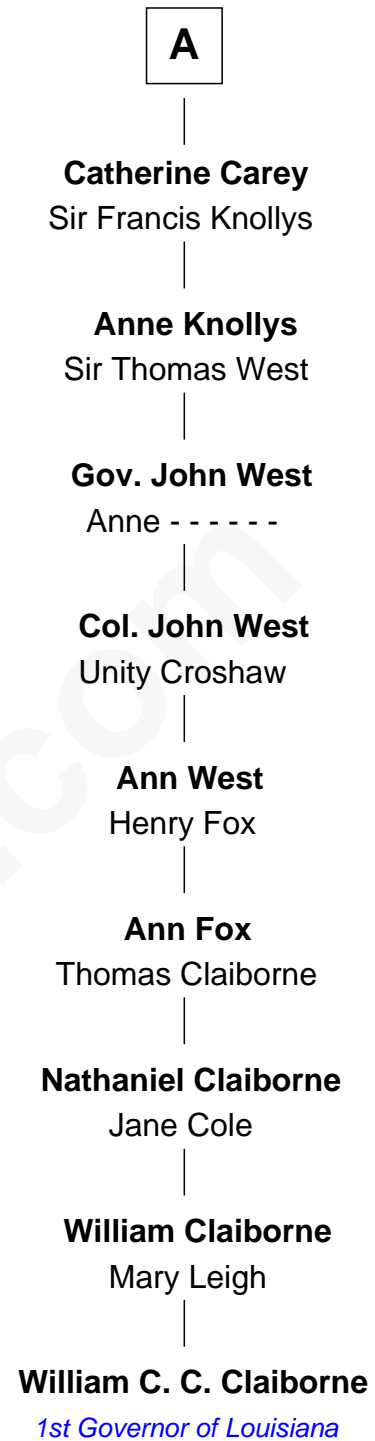 A
Catherine Carey
Sir Francis Knollys
Anne Knollys
Sir Thomas West
Gov. John West
Anne - - - - - -
Col. John West
Unity Croshaw
Ann West
Henry Fox
Ann Fox
Thomas Claiborne
Nathaniel Claiborne
Jane Cole
William Claiborne
Mary Leigh
William C. C. Claiborne
1st Governor of Louisiana
.com